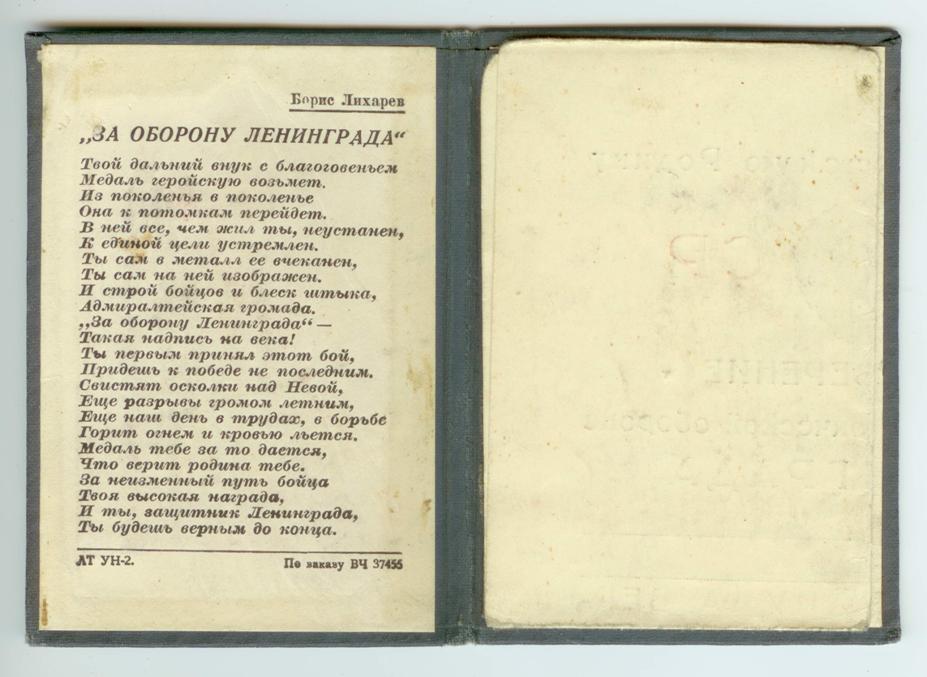 Борис Лихарев
„ЗА ОБОРОНУ ЛЕНИНГРАДА“
Твой дальний внук с благоговеньем
Медаль геройскую возьмет.
Из поколенья в поколенье
Она к потомкам перейдет.
В ней все, чем жил ты, неустанен,
К единой цели устремлен.
Ты сам в металл ее вчеканен,
Ты сам на ней изображен.
И строй бойцов и блеск штыка,
Адмиралтейская громада.
„За оборону Ленинграда“ —
Такая надпись на века!
Ты первым принял этот бой,
Придешь к победе не последним.
Свистят осколки над Невой,
Еще разрывы громом летним,
Еще наш день в трудах, в борьбе
Горит огнем и кровью льется.
Медаль тебе за то дается,
Что верит родина тебе.
За неизменный путь бойца
Твоя высокая награда,
И ты, защитник Ленинграда,
Ты будешь верным до конца.
ЛТ УН-2. По заказу ВЧ 37455